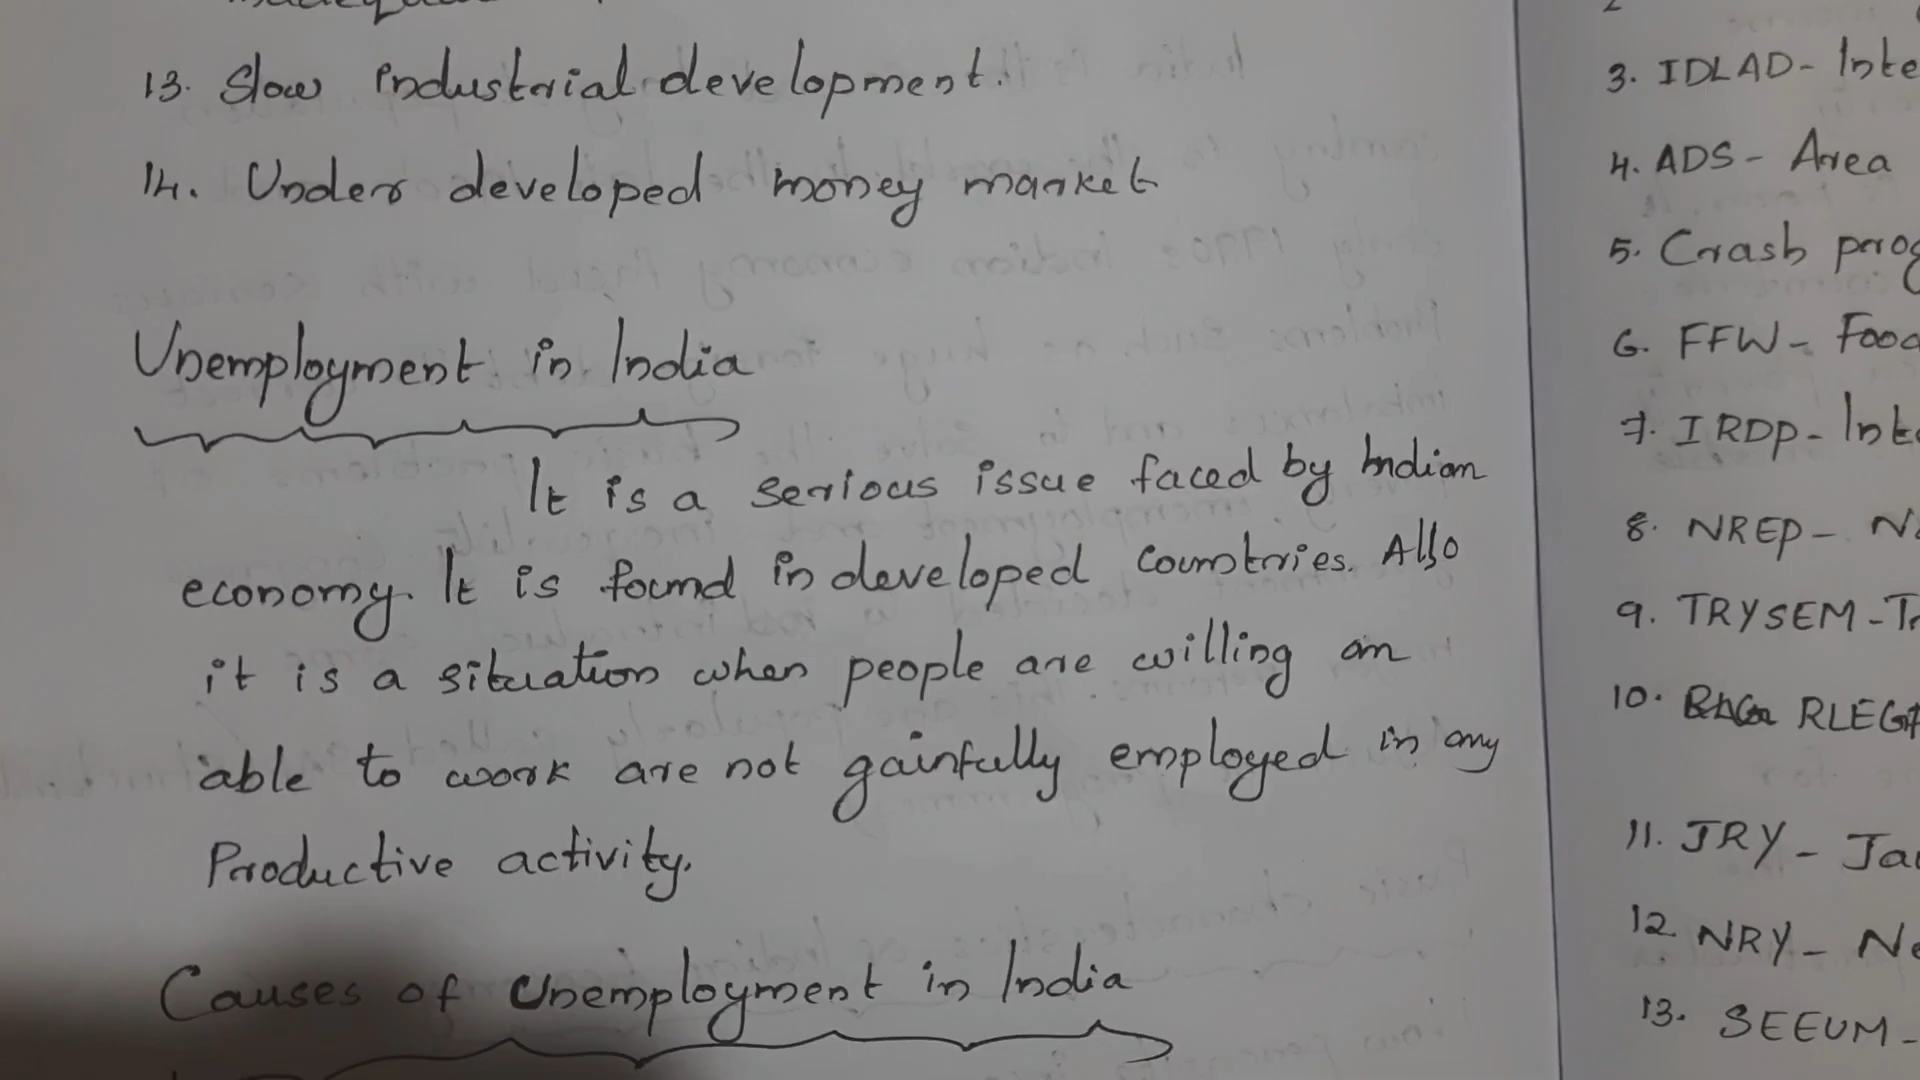 13. Slow industrial development.
14. Under developed money market
Unemployment in India
It is a serious issue faced by Indian
economy. It is found in developed countries. Also
it is a situation when people are willing an
able to work are not gainfully employed in any
Productive activity.
Causes of Unemployment in India
3. IDLAD - Inte
4. ADS - Area
5. Crash prog
6. FFW - Food
7. IRDP - Inte
8. NREP - Na
9. TRYSEM - Tr
10. RLEG
11. JRY - Ja
12. NRY - Ne
13. SEEUM -